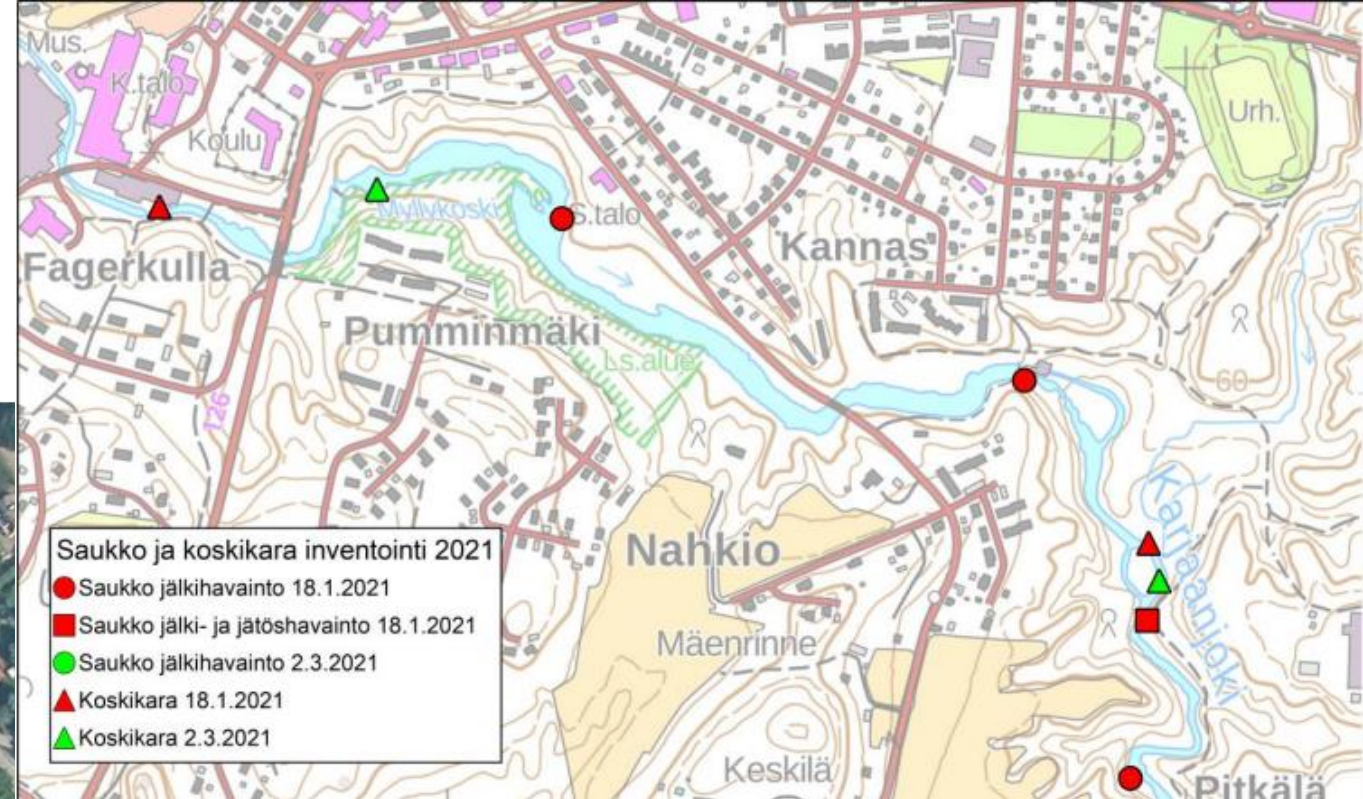 Mus.
K.talo
Koulu
Urh.
Myllykoski
S.talo
Kannas
Fagerkulla
Pumminmäki
Ls.alue
60
126
Karjaanjoki
Nahkio
Saukko ja koskikara inventointi 2021
Saukko jälkihavainto 18.1.2021
Saukko jälki- ja jätöshavainto 18.1.2021
Saukko jälkihavainto 2.3.2021
Koskikara 18.1.2021
Koskikara 2.3.2021
Mäenrinne
Keskilä
Pitkälä